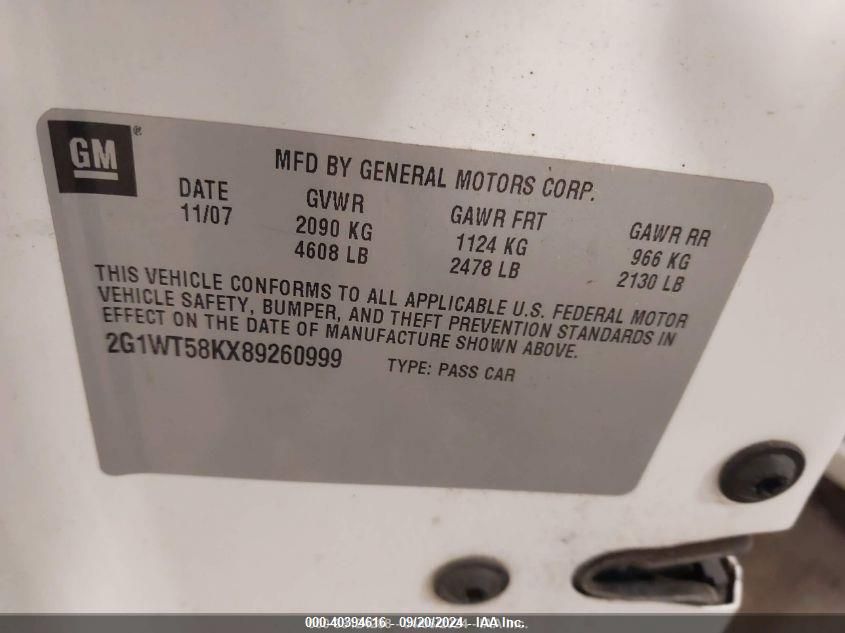 GM ®
MFD BY GENERAL MOTORS CORP.
DATE GVWR GAWR FRT GAWR RR
11/07 2090 KG 1124 KG 966 KG
4608 LB 2478 LB 2130 LB
THIS VEHICLE CONFORMS TO ALL APPLICABLE U.S. FEDERAL MOTOR
VEHICLE SAFETY, BUMPER, AND THEFT PREVENTION STANDARDS IN
EFFECT ON THE DATE OF MANUFACTURE SHOWN ABOVE.
2G1WT58KX89260999 TYPE: PASS CAR
000-40394616 - 09/20/2024 - IAA Inc.